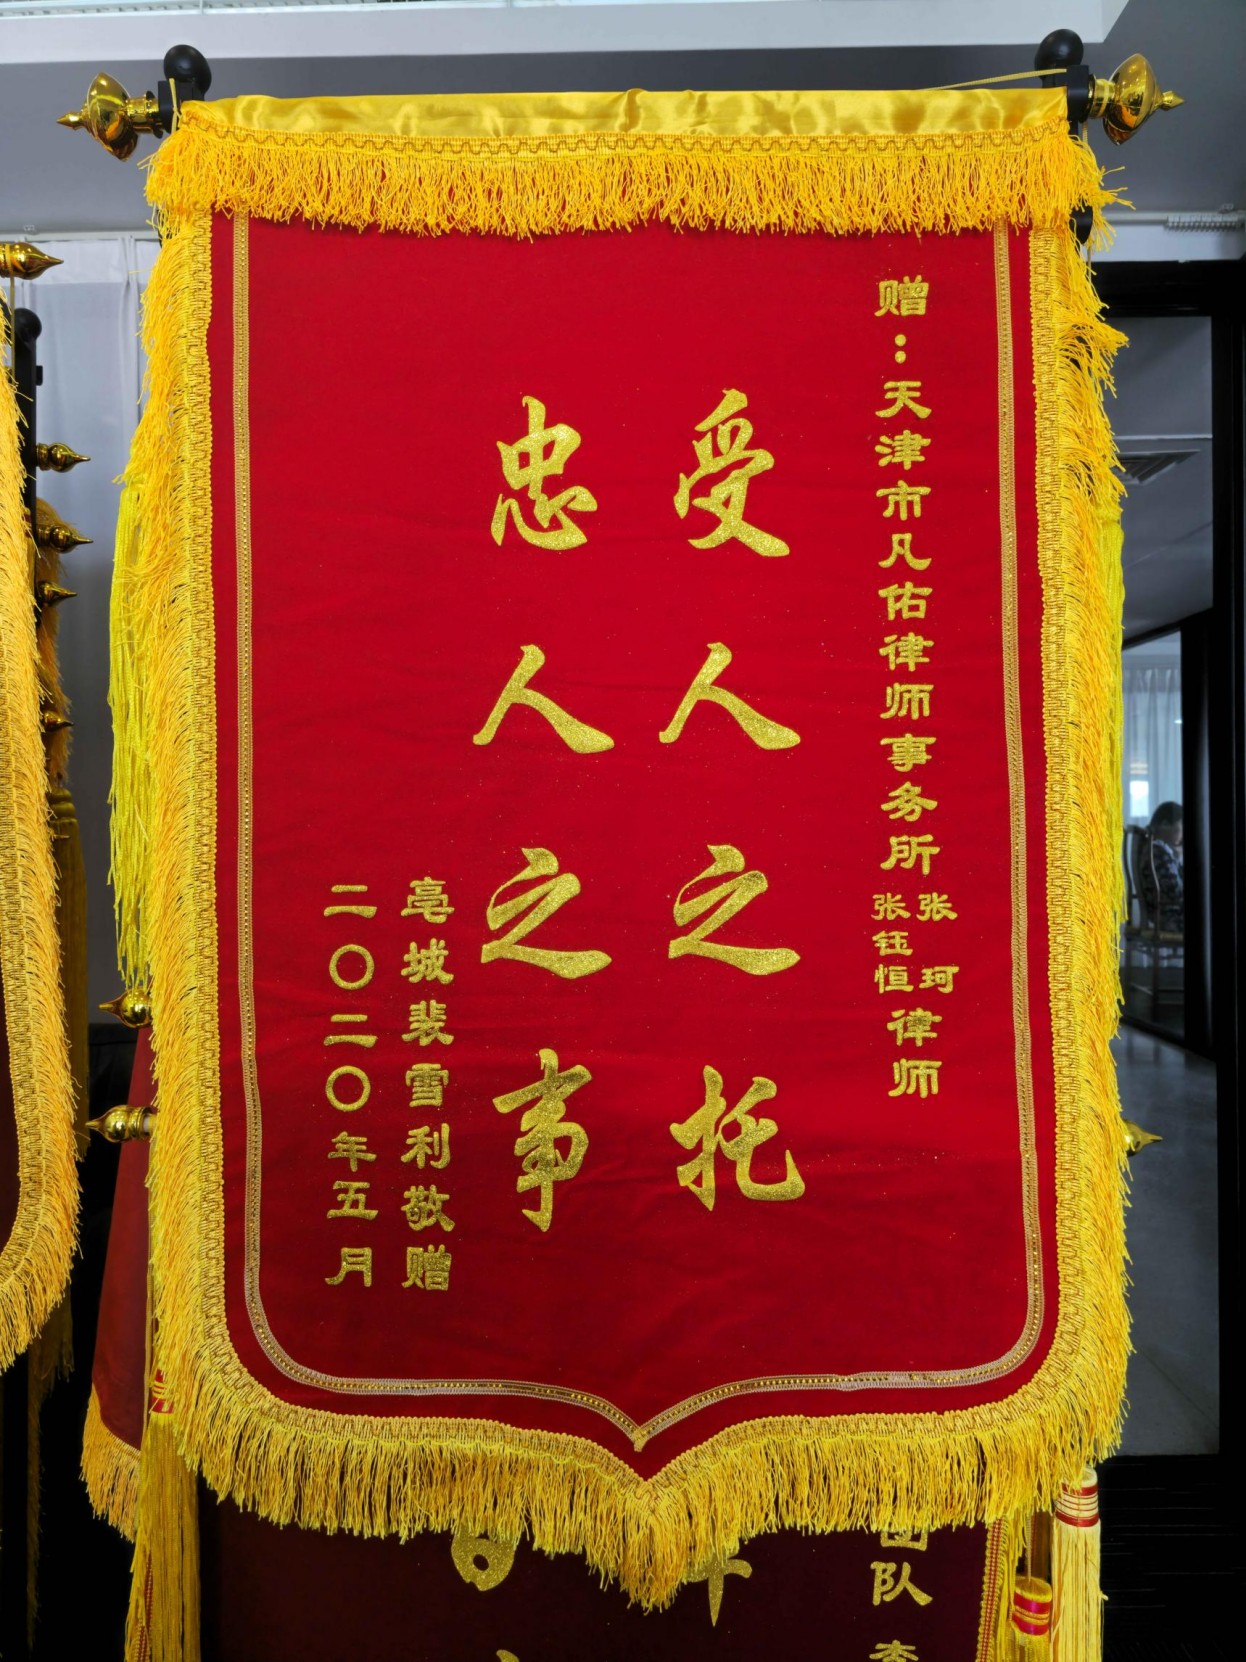 赠：天津市凡佑律师事务所张珂张钰恒律师
受人之托
忠人之事
亳城裴雪利敬赠
二〇二〇年五月
团队